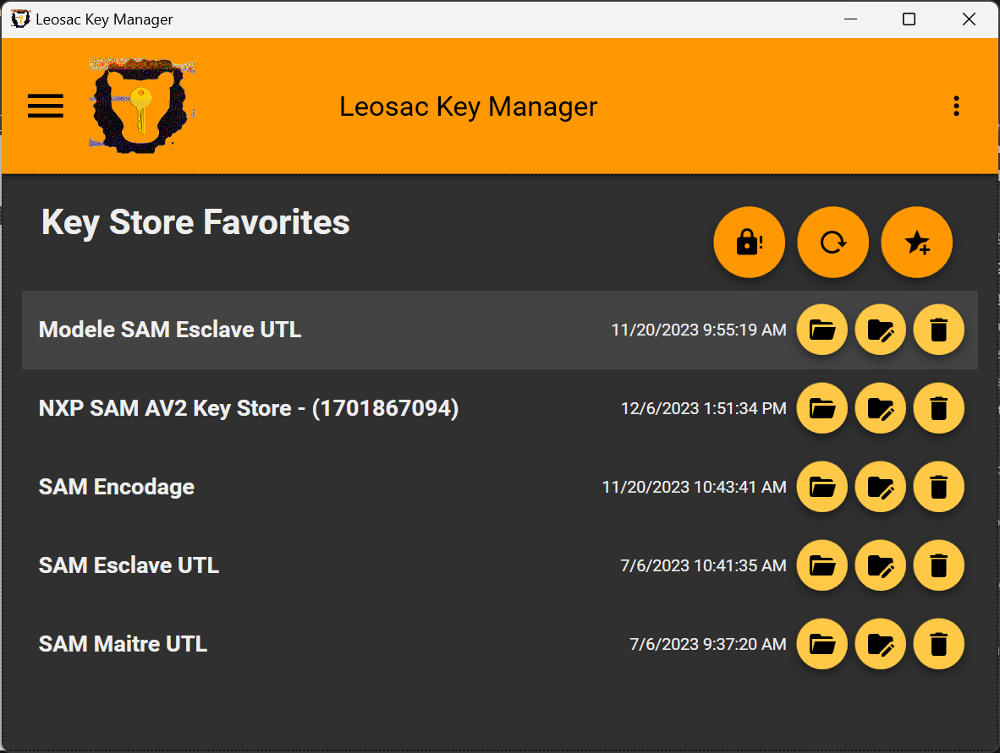 Leosac Key Manager
Leosac Key Manager
Key Store Favorites
Modele SAM Esclave UTL 11/20/2023 9:55:19 AM
NXP SAM AV2 Key Store - (1701867094) 12/6/2023 1:51:34 PM
SAM Encodage 11/20/2023 10:43:41 AM
SAM Esclave UTL 7/6/2023 10:41:35 AM
SAM Maitre UTL 7/6/2023 9:37:20 AM